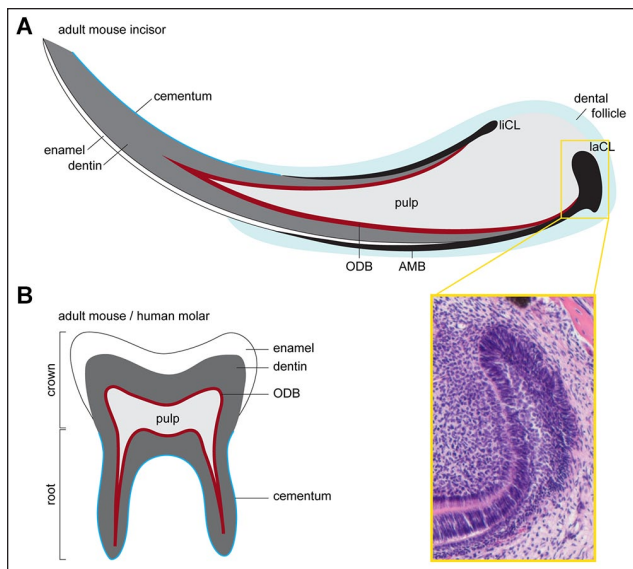 A
adult mouse incisor
cementum
enamel
dentin
dental
follicle
liCL
laCL
pulp
ODB
AMB
B
adult mouse / human molar
crown
root
enamel
dentin
ODB
pulp
cementum